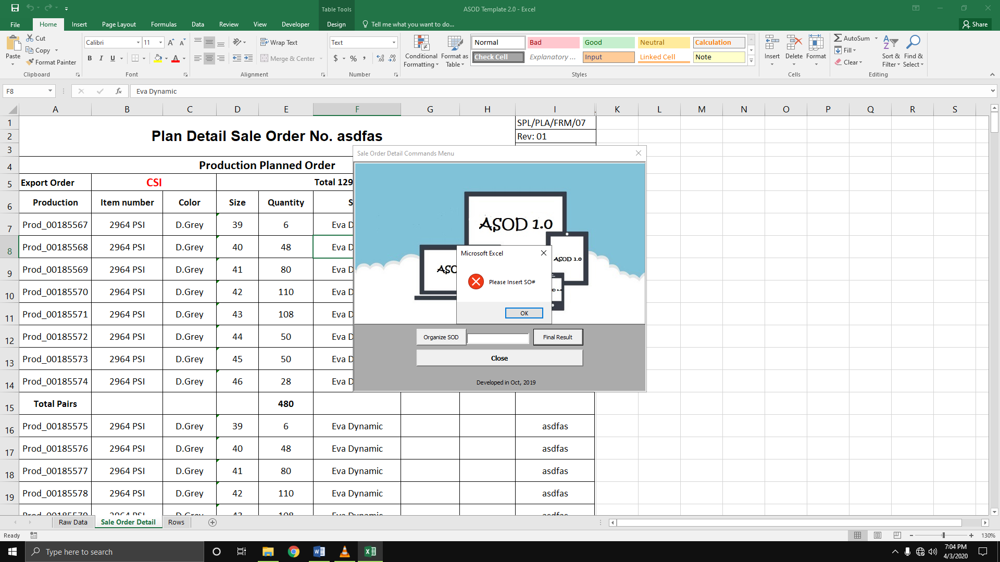 Table Tools
ASOD Template 2.0 - Excel
File Home Insert Page Layout Formulas Data Review View Developer Design Tell me what you want to do... Share
Paste
Cut
Copy
Format Painter
Clipboard
Calibri 11
B I U
A A
Font
Wrap Text
Merge & Center
Alignment
Text
$ % ,
Number
Conditional Formatting
Format as Table
Normal Bad Good Neutral Calculation
Check Cell Explanatory ... Input Linked Cell Note
Styles
Insert Delete Format
Cells
AutoSum
Fill
Clear
Sort & Filter
Find & Select
Editing
F8 fx Eva Dynamic
A B C D E F G H I K L M N O P Q R S
1 SPL/PLA/FRM/07
2 Plan Detail Sale Order No. asdfas Rev: 01
3
4 Production Planned Order
5 Export Order CSI Total 129
6 Production Item number Color Size Quantity S
7 Prod_00185567 2964 PSI D.Grey 39 6 Eva D
8 Prod_00185568 2964 PSI D.Grey 40 48 Eva D
9 Prod_00185569 2964 PSI D.Grey 41 80 Eva D
10 Prod_00185570 2964 PSI D.Grey 42 110 Eva D
11 Prod_00185571 2964 PSI D.Grey 43 108 Eva D
12 Prod_00185572 2964 PSI D.Grey 44 50 Eva D
13 Prod_00185573 2964 PSI D.Grey 45 50 Eva D
14 Prod_00185574 2964 PSI D.Grey 46 28 Eva D
15 Total Pairs 480
16 Prod_00185575 2964 PSI D.Grey 39 6 Eva Dynamic asdfas
17 Prod_00185576 2964 PSI D.Grey 40 48 Eva Dynamic asdfas
18 Prod_00185577 2964 PSI D.Grey 41 80 Eva Dynamic asdfas
19 Prod_00185578 2964 PSI D.Grey 42 110 Eva Dynamic asdfas
Sale Order Detail Commands Menu
ASOD 1.0
ASOD 1.0
ASO
D 1.0
Microsoft Excel
Please Insert SO#
OK
Organize SOD Final Result
Close
Developed in Oct, 2019
Raw Data Sale Order Detail Rows
Ready 130%
Type here to search
7:04 PM
4/3/2020